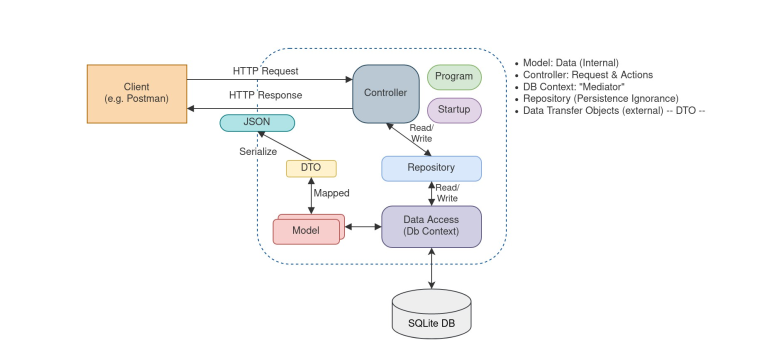 Client
(e.g. Postman)
HTTP Request
HTTP Response
JSON
Serialize
DTO
Mapped
Model
Controller
Program
Startup
Read/
Write
Repository
Read/
Write
Data Access
(Db Context)
SQLite DB
• Model: Data (Internal)
• Controller: Request & Actions
• DB Context: "Mediator"
• Repository (Persistence Ignorance)
• Data Transfer Objects (external) -- DTO --